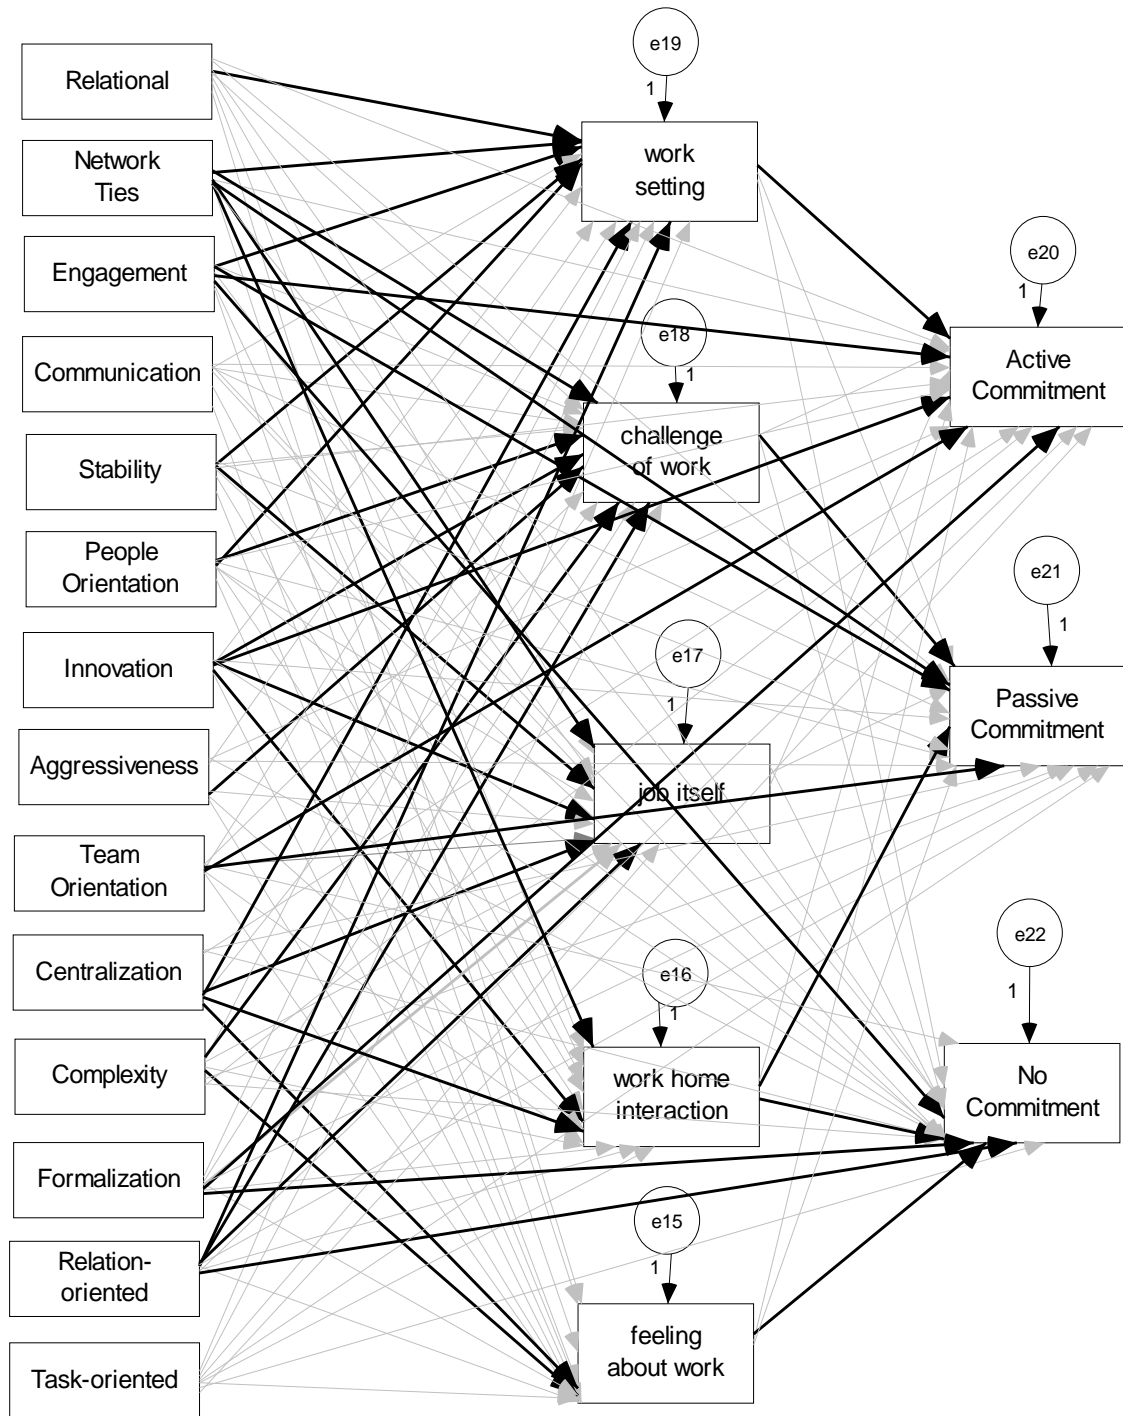 Relational
Network
Ties
Engagement
Communication
Stability
People
Orientation
Innovation
Aggressiveness
Team
Orientation
Centralization
Complexity
Formalization
Relation-
oriented
Task-oriented
e19
1
work
setting
e18
1
challenge
of work
e17
1
job itself
e16
1
work home
interaction
e15
1
feeling
about work
e20
1
Active
Commitment
e21
1
Passive
Commitment
e22
1
No
Commitment